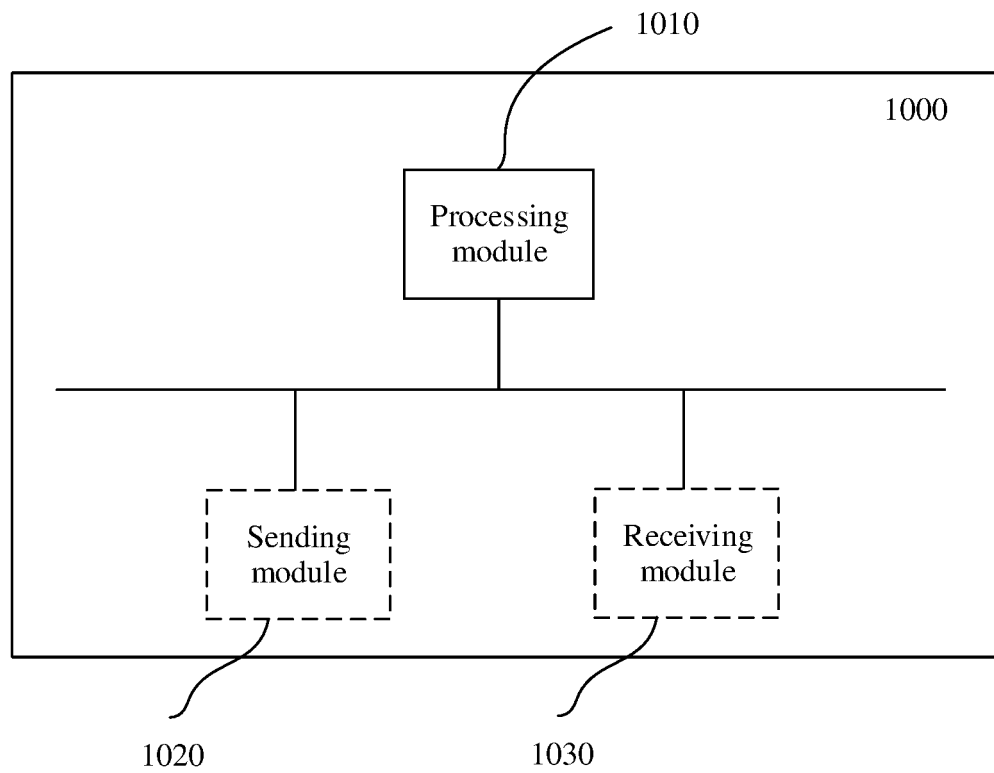 1010
1000
Processing
module
Sending
module
Receiving
module
1020
1030